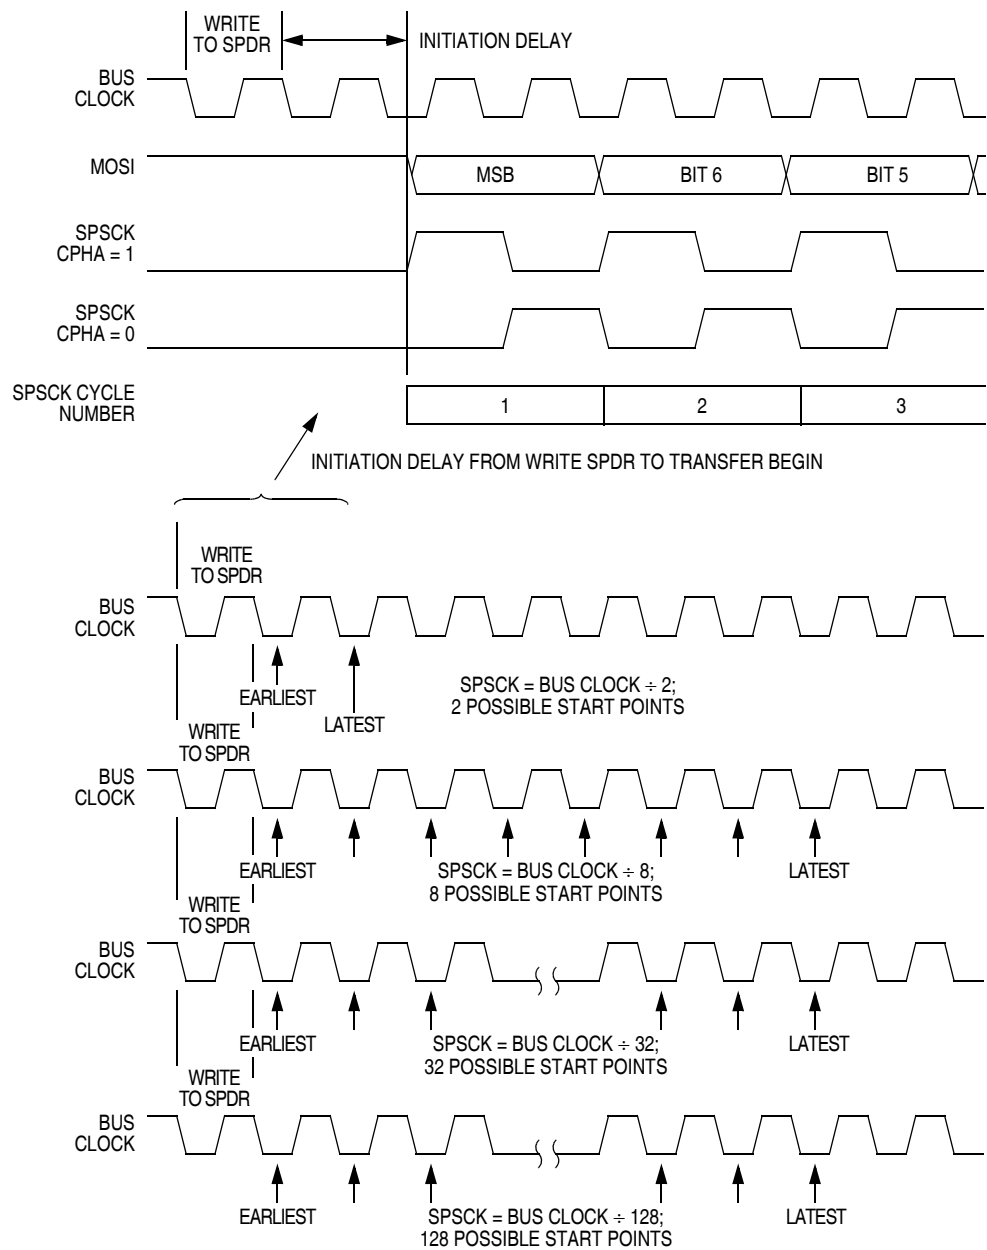 WRITE
TO SPDR
INITIATION DELAY
BUS
CLOCK
MOSI
MSB
BIT 6
BIT 5
SPSCK
CPHA = 1
SPSCK
CPHA = 0
SPSCK CYCLE
NUMBER
1
2
3
INITIATION DELAY FROM WRITE SPDR TO TRANSFER BEGIN
WRITE
TO SPDR
BUS
CLOCK
EARLIEST
LATEST
SPSCK = BUS CLOCK ÷ 2;
2 POSSIBLE START POINTS
WRITE
TO SPDR
BUS
CLOCK
EARLIEST
SPSCK = BUS CLOCK ÷ 8;
8 POSSIBLE START POINTS
LATEST
WRITE
TO SPDR
BUS
CLOCK
EARLIEST
SPSCK = BUS CLOCK ÷ 32;
32 POSSIBLE START POINTS
LATEST
WRITE
TO SPDR
BUS
CLOCK
EARLIEST
SPSCK = BUS CLOCK ÷ 128;
128 POSSIBLE START POINTS
LATEST